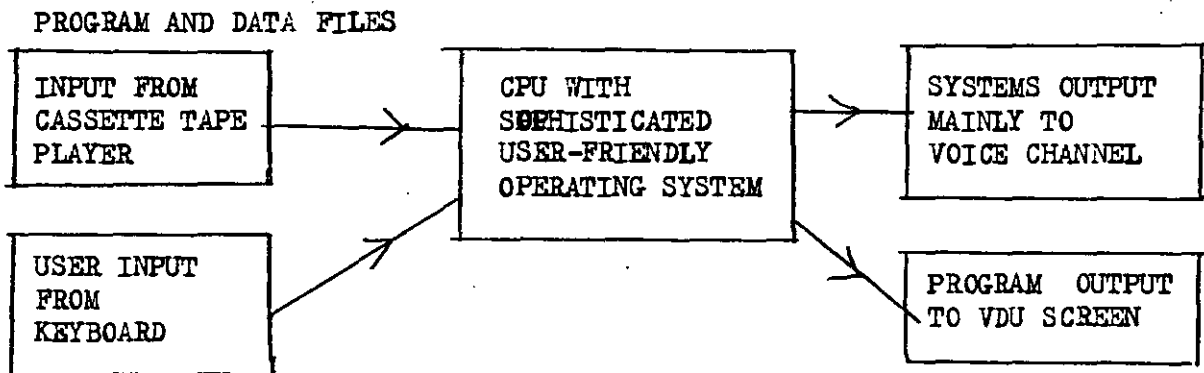 PROGRAM AND DATA FILES
INPUT FROM
CASSETTE TAPE
PLAYER
USER INPUT
FROM
KEYBOARD
CPU WITH
SOPHISTICATED
USER-FRIENDLY
OPERATING SYSTEM
SYSTEMS OUTPUT
MAINLY TO
VOICE CHANNEL
PROGRAM OUTPUT
TO VDU SCREEN